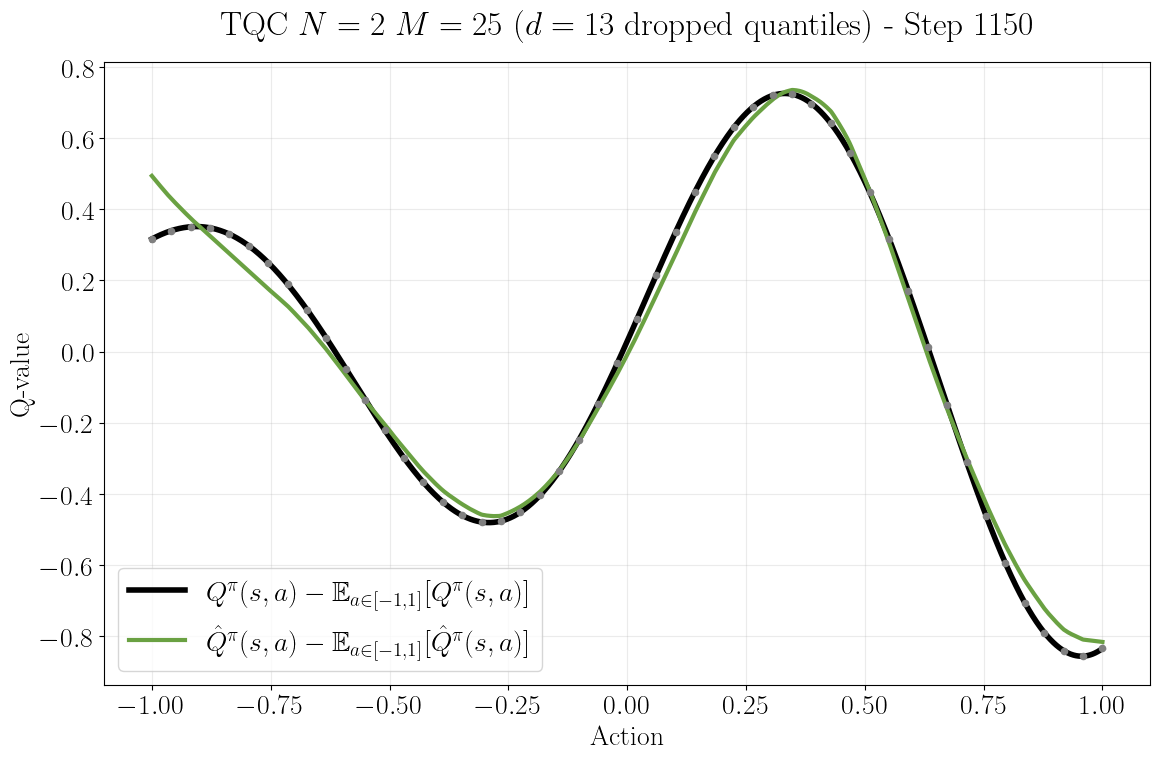 TQC N = 2 M = 25 (d = 13 dropped quantiles) - Step 1150
0.8
0.6
0.4
0.2
0.0
−0.2
−0.4
−0.6
−0.8
Q-value
Q^π(s, a) − 𝔼_{a∈[−1,1]}[Q^π(s, a)]
Q̂^π(s, a) − 𝔼_{a∈[−1,1]}[Q̂^π(s, a)]
−1.00 −0.75 −0.50 −0.25 0.00 0.25 0.50 0.75 1.00
Action